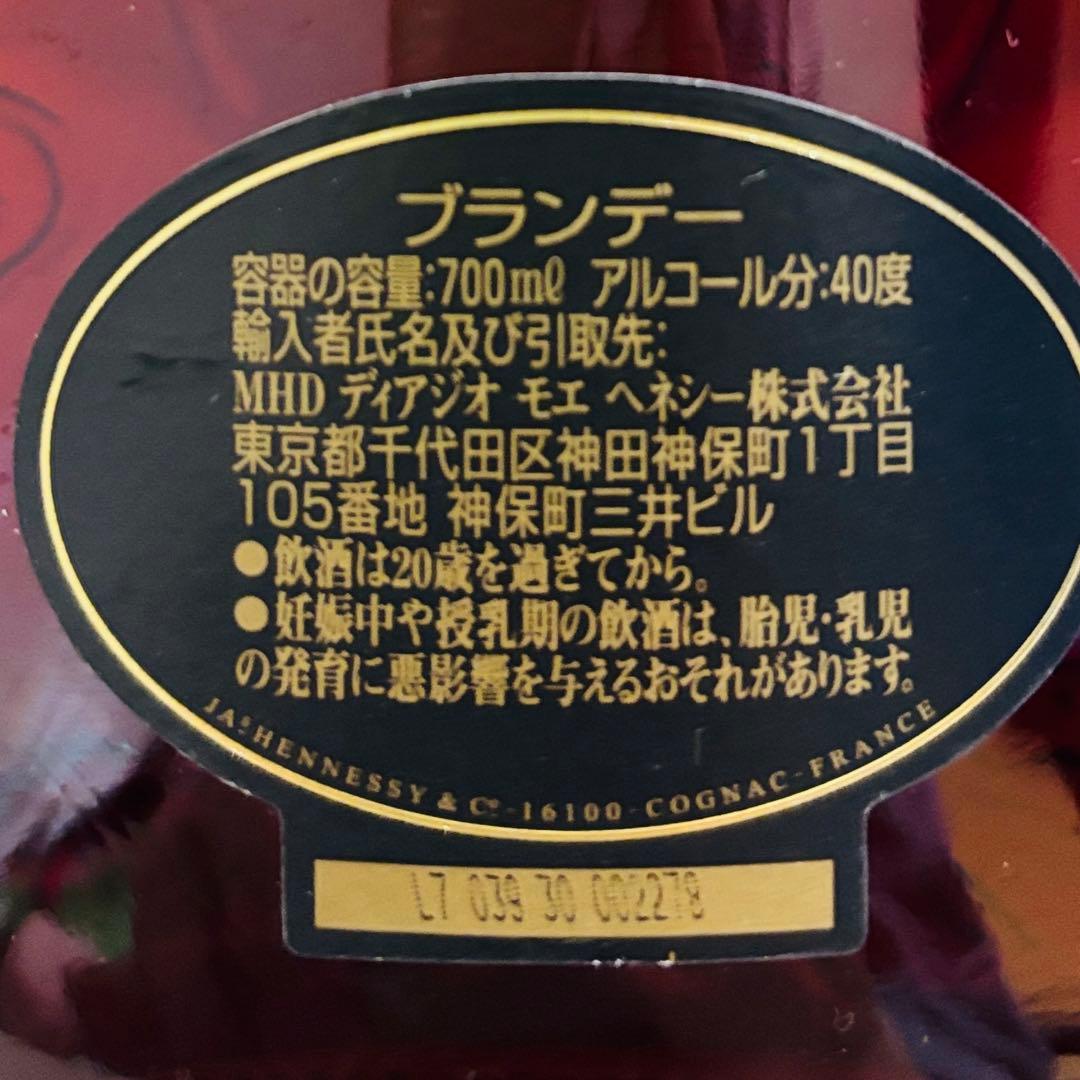 ブランデー
容器の容量:700mℓ アルコール分:40度
輸入者氏名及び引取先:
MHD ディアジオ モエ ヘネシー株式会社
東京都千代田区神田神保町1丁目
105番地 神保町三井ビル
●飲酒は20歳を過ぎてから。
●妊娠中や授乳期の飲酒は、胎児・乳児
の発育に悪影響を与えるおそれがあります。
JAS HENNESSY & Co - 16100 - COGNAC - FRANCE
L7 039 30 002278